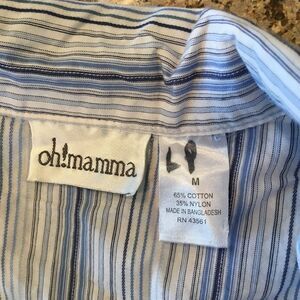 oh!mamma
M
65% COTTON
35% NYLON
MADE IN BANGLADESH
RN 43561